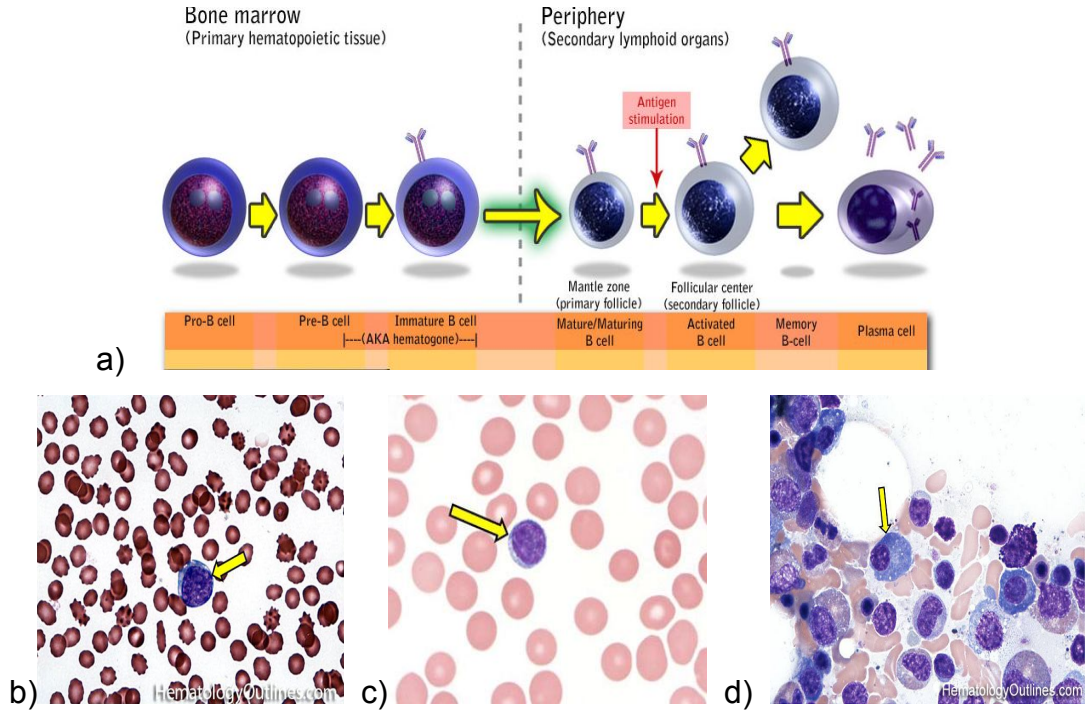 Bone marrow
(Primary hematopoietic tissue)
Periphery
(Secondary lymphoid organs)
Antigen
stimulation
Mantle zone
(primary follicle)
Follicular center
(secondary follicle)
Pro-B cell
Pre-B cell
Immature B cell
|----(AKA hematogone)----|
Mature/Maturing
B cell
Activated
B cell
Memory
B-cell
Plasma cell
a)
b)
HematologyOutlines.com
c)
d)
HematologyOutlines.com